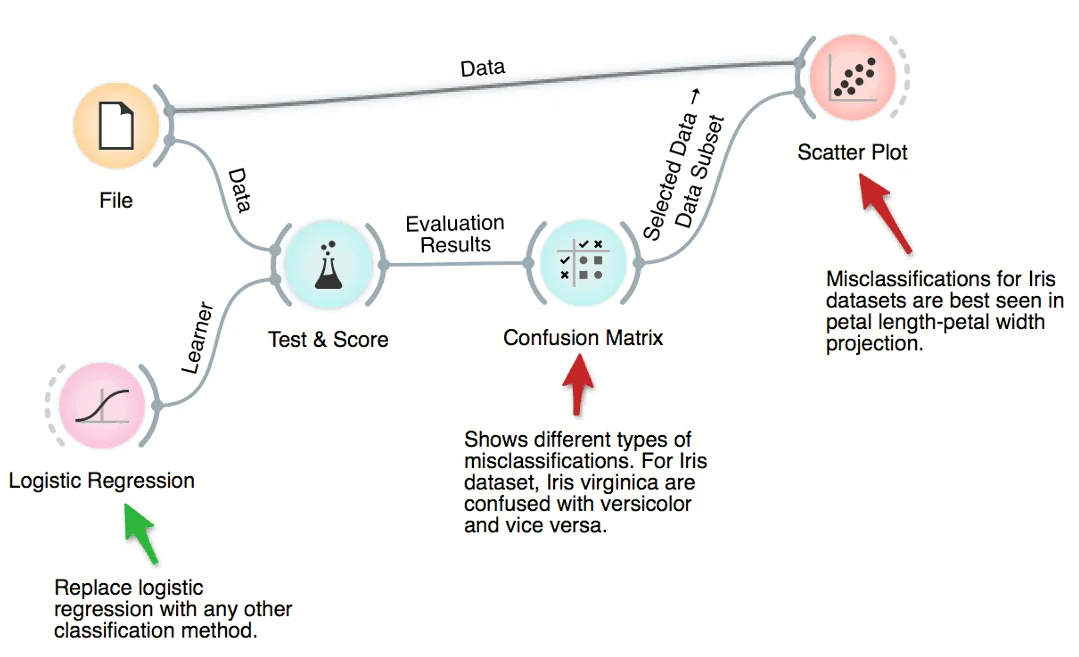 Data
Scatter Plot
File
Data
Selected Data →
Data Subset
Evaluation
Results
Learner
Test & Score
Confusion Matrix
Misclassifications for Iris
datasets are best seen in
petal length-petal width
projection.
Logistic Regression
Shows different types of
misclassifications. For Iris
dataset, Iris virginica are
confused with versicolor
and vice versa.
Replace logistic
regression with any other
classification method.